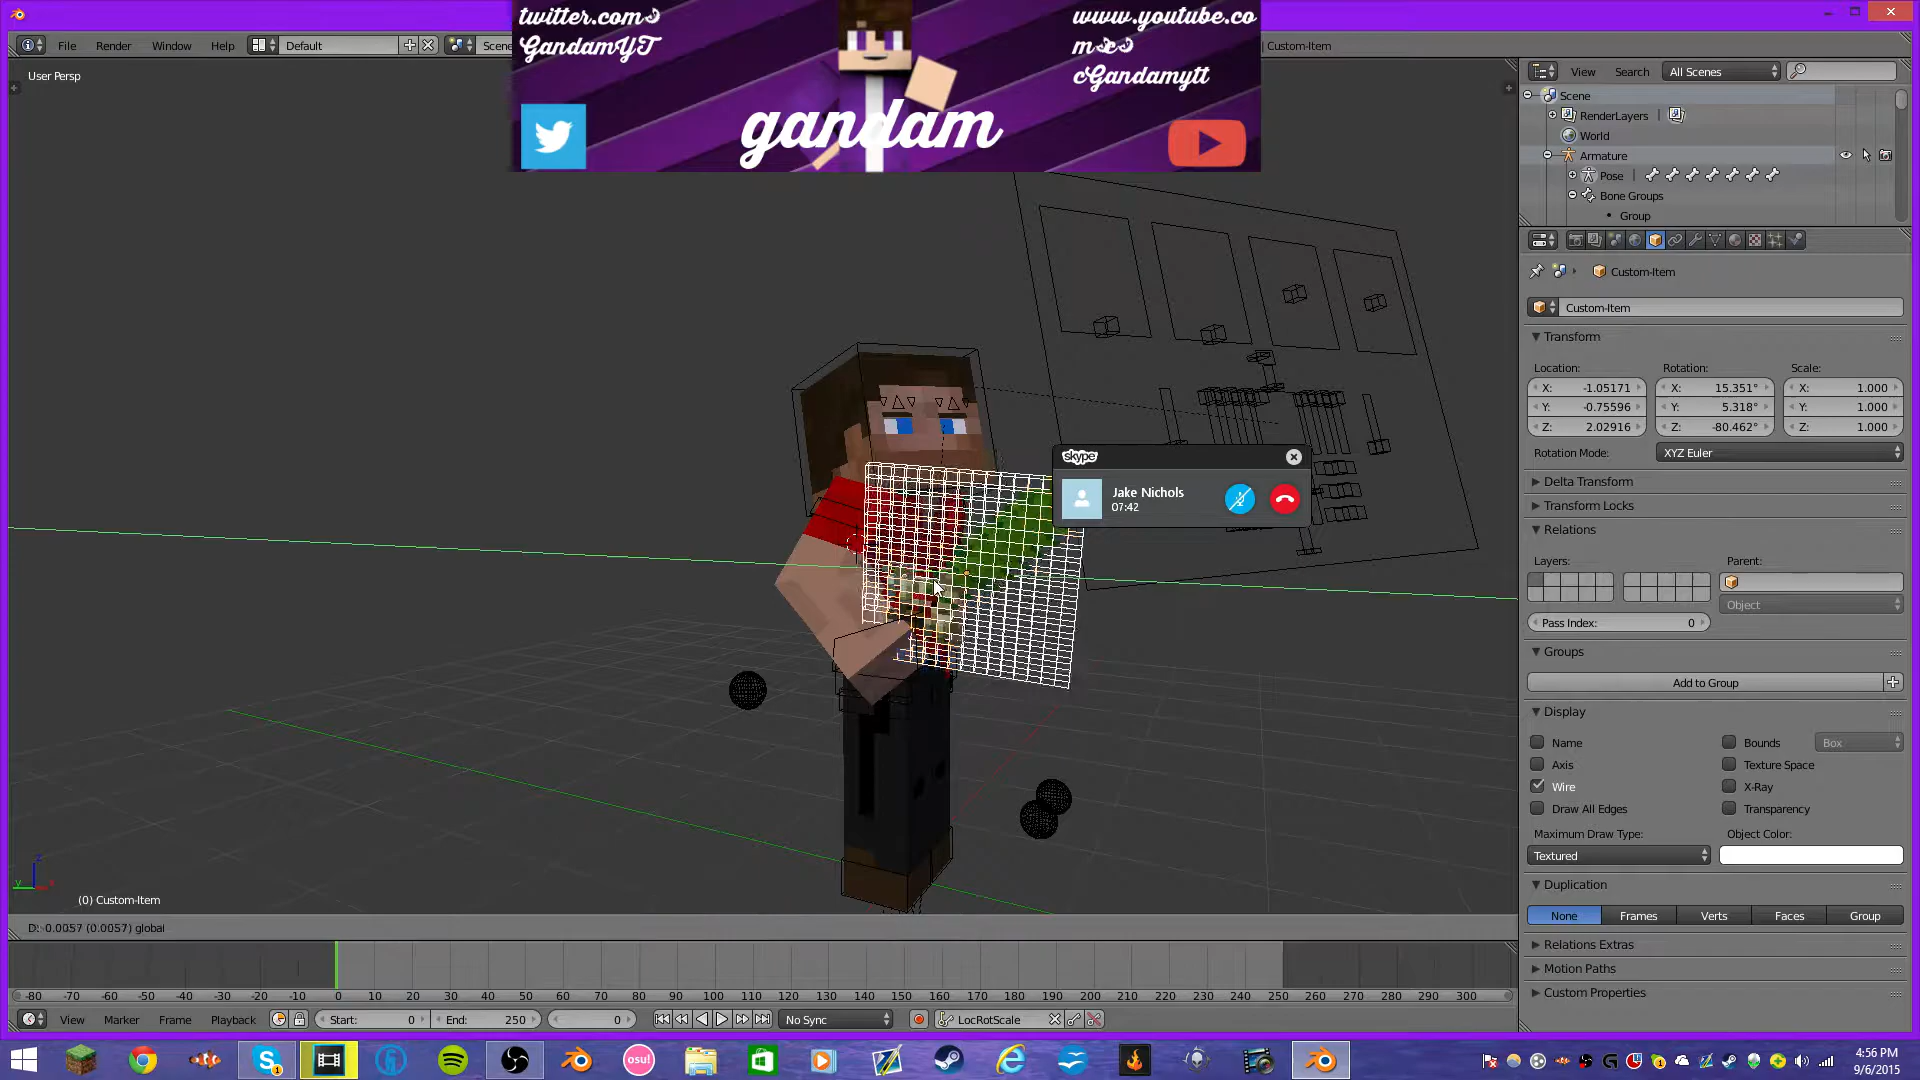 twitter.com
GandamYT
www.youtube.co
m
cGandamytt
gandam
File Render Window Help Default Scene Custom-Item
User Persp
View Search All Scenes
Scene
RenderLayers
World
Armature
Pose
Bone Groups
Group
Custom-Item
Custom-Item
Transform
Location: Rotation: Scale:
X: -1.05171 X: 15.351° X: 1.000
Y: -0.75596 Y: 5.318° Y: 1.000
Z: 2.02916 Z: -80.462° Z: 1.000
Rotation Mode: XYZ Euler
Delta Transform
Transform Locks
Relations
Layers: Parent:
Object
Pass Index: 0
Groups
Add to Group
Display
Name Bounds Box
Axis Texture Space
Wire X-Ray
Draw All Edges Transparency
Maximum Draw Type: Object Color:
Textured
Duplication
None Frames Verts Faces Group
Relations Extras
Motion Paths
Custom Properties
skype
Jake Nichols
07:42
(0) Custom-Item
D: -0.0057 (0.0057) global
-80 -70 -60 -50 -40 -30 -20 -10 0 10 20 30 40 50 60 70 80 90 100 110 120 130 140 150 160 170 180 190 200 210 220 230 240 250 260 270 280 290 300
View Marker Frame Playback Start: 0 End: 250 0 No Sync LocRotScale
osu!
4:56 PM
9/6/2015